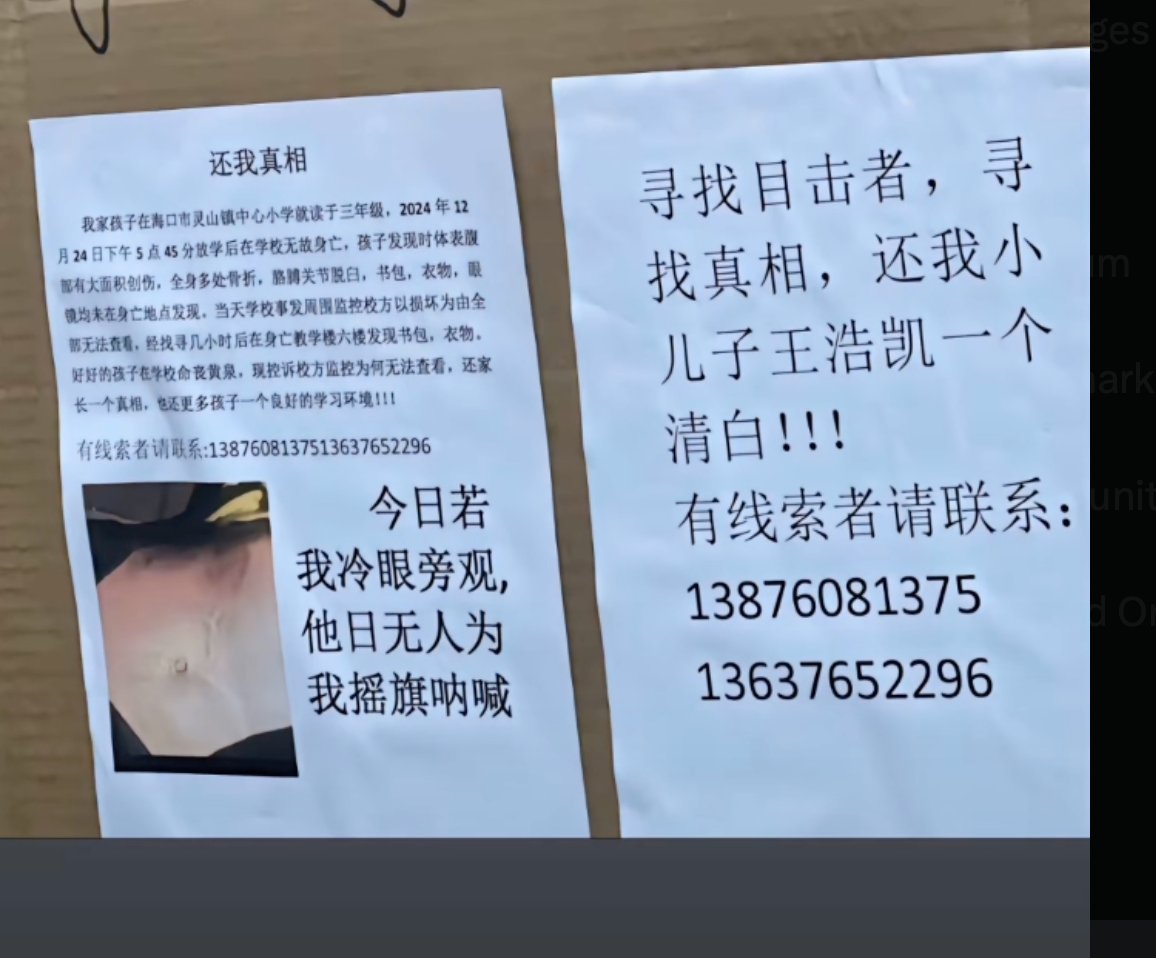 还我真相
我家孩子在海口市灵山镇中心小学就读于三年级，2024 年 12
月 24 日下午 5 点 45 分放学后在学校无故身亡，孩子发现时体表腹
部有大面积创伤，全身多处骨折，胳膊关节脱臼，书包，衣物，眼
镜均未在身亡地点发现。当天学校事发周围监控校方以损坏为由全
部无法查看，经找寻几小时后在身亡教学楼六楼发现书包，衣物。
好好的孩子在学校命丧黄泉，现控诉校方监控为何无法查看，还家
长一个真相，也还更多孩子一个良好的学习环境！！！
有线索者请联系:1387608137513637652296
今日若
我冷眼旁观,
他日无人为
我摇旗呐喊
寻找目击者，寻
找真相，还我小
儿子王浩凯一个
清白！！！
有线索者请联系：
13876081375
13637652296